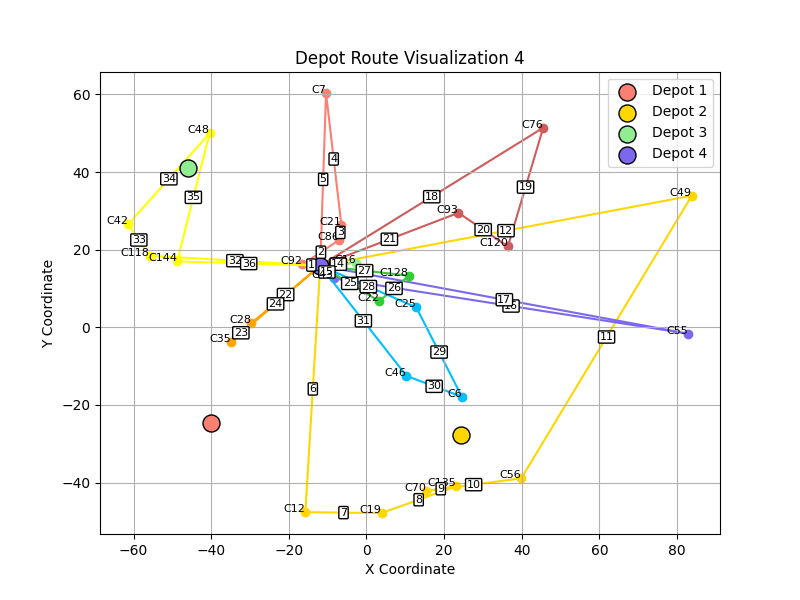 Depot Route Visualization 4
Depot 1
Depot 2
Depot 3
Depot 4
Y Coordinate
60
40
20
0
−20
−40
−60
−40
−20
0
20
40
60
80
X Coordinate
C7
C48
C76
C49
C42
C21
C93
C118
C144
C92
C120
C128
C22
C25
C28
C35
C55
C46
C6
C70
C135
C56
C12
C19
1
2
3
4
5
6
7
8
9
10
11
12
14
15
17
18
19
20
21
22
23
24
25
26
27
28
29
30
31
32
33
34
35
36